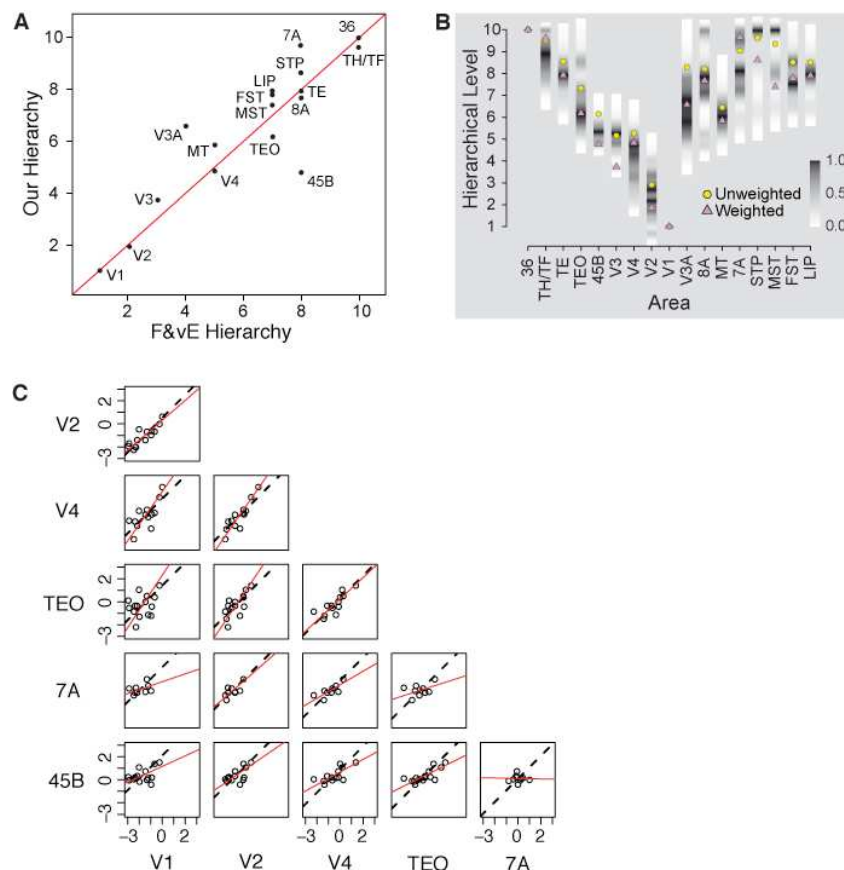 A
Our Hierarchy
10
8
6
4
2
7A
36
STP
TH/TF
LIP
FST
TE
MST
8A
V3A
MT
TEO
V4
45B
V3
V2
V1
2 4 6 8 10
F&vE Hierarchy
B
Hierarchical Level
10
9
8
7
6
5
4
3
2
1
Unweighted
Weighted
1.0
0.5
0.0
36 TH/TF TE TEO 45B V3 V4 V2 V1 V3A 8A MT 7A STP MST FST LIP
Area
C
V2
2
0
-3
V4
TEO
2
0
-3
7A
45B
2
0
-3
-3 0 2
-3 0 2
-3 0 2
V1 V2 V4 TEO 7A